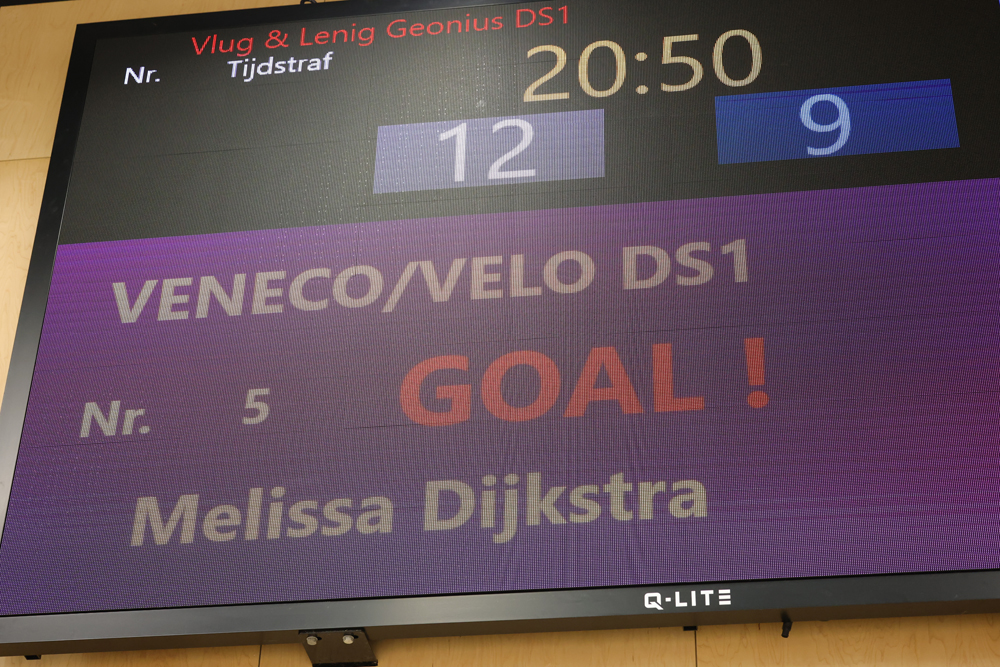 Vlug & Lenig Geonius DS1
Nr. Tijdstraf
20:50
12 9
VENECO/VELO DS1
Nr. 5 GOAL !
Melissa Dijkstra
Q-LITE